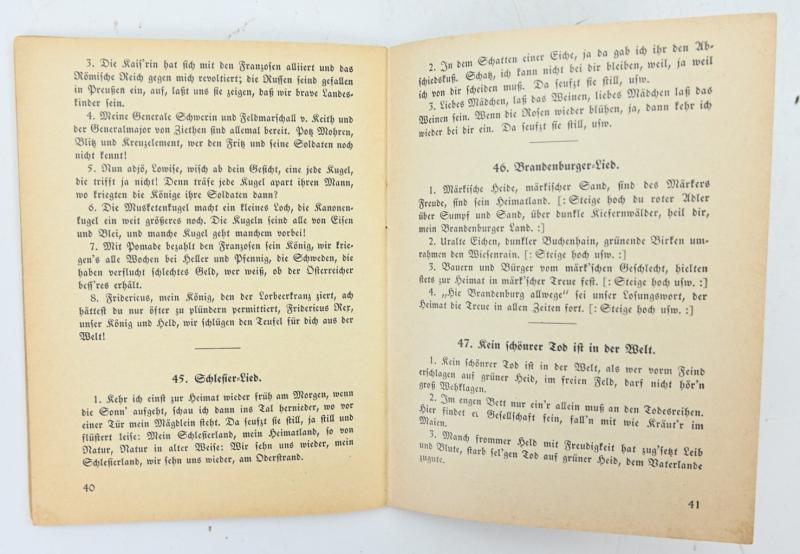 3. Die Kais'rin hat sich mit den Franzosen alliiert und das
Römische Reich gegen mich revoltiert; die Russen seind gefallen
in Preußen ein, auf, laßt uns sie zeigen, daß wir brave Landes-
kinder sein.
4. Meine Generale Schwerin und Feldmarschall v. Keith und
der Generalmajor von Ziethen sind allemal bereit. Potz Mohren,
Blitz und Kreuzelement, wer den Fritz und seine Soldaten noch
nicht kennt!
5. Nun adjö, Lowise, wisch ab dein Gesicht, eine jede Kugel,
die trifft ja nicht! Denn träfe jede Kugel apart ihren Mann,
wo kriegten die Könige ihre Soldaten dann?
6. Die Musketenkugel macht ein kleines Loch, die Kanonen-
kugel ein weit größeres noch. Die Kugeln seind alle von Eisen
und Blei, und manche Kugel geht manchem vorbei!
7. Mit Pomade bezahlt den Franzosen sein König, wir krie-
gen's alle Wochen bei Heller und Pfennig, die Schweden, die
haben verflucht schlechtes Geld, wer weiß, ob der Österreicher
bess'res erhält.
8. Fridericus, mein König, den der Lorbeerkranz ziert, ach
hättest du nur öfter zu plündern permittiert, Fridericus Rex,
unser König und Held, wir schlügen den Teufel für dich aus der
Welt!
45. Schlesier-Lied.
1. Kehr ich einst zur Heimat wieder früh am Morgen, wenn
die Sonn' aufgeht, schau ich dann ins Tal hernieder, wo vor
einer Tür mein Mägdlein steht. Da seufzt sie still, ja still und
flüstert leise: Mein Schlesierland, mein Heimatland, so von
Natur, Natur in alter Weise: Wir sehn uns wieder, mein
Schlesierland, wir sehn uns wieder, am Oderstrand.
40
2. In dem Schatten einer Eiche, ja da gab ich ihr den Ab-
schiedskuß. Schatz, ich kann nicht bei dir bleiben, weil, ja weil
ich von dir scheiden muß. Da seufzt sie still, usw.
3. Liebes Mädchen, laß das Weinen, liebes Mädchen laß das
Weinen sein. Wenn die Rosen wieder blühen, ja, dann kehr ich
wieder bei dir ein. Da seufzt sie still, usw.
46. Brandenburger-Lied.
1. Märkische Heide, märkischer Sand, sind des Märkers
Freude, sind sein Heimatland. [: Steige hoch du roter Adler
über Sumpf und Sand, über dunkle Kiefernwälder, heil dir,
mein Brandenburger Land. :]
2. Uralte Eichen, dunkler Buchenhain, grünende Birken um-
rahmen den Wiesenrain. [: Steige hoch usw. :]
3. Bauern und Bürger vom märk'schen Geschlecht, hielten
stets zur Heimat in märk'scher Treue fest. [: Steige hoch usw. :]
4. „Hie Brandenburg allwege“ sei unser Losungswort, der
Heimat die Treue in allen Zeiten fort. [: Steige hoch usw. :]
47. Kein schönrer Tod ist in der Welt.
1. Kein schönrer Tod ist in der Welt, als wer vorm Feind
erschlagen auf grüner Heid, im freien Feld, darf nicht hör'n
groß Wehklagen.
2. Im engen Bett nur ein'r allein muß an den Todesreihen.
Hier findet er Gesellschaft fein, fall'n mit wie Kräut'r im
Maien.
3. Manch frommer Held mit Freudigkeit hat zug'setzt Leib
und Blute, starb sel'gen Tod auf grüner Heid, dem Vaterlande
zugute.
41